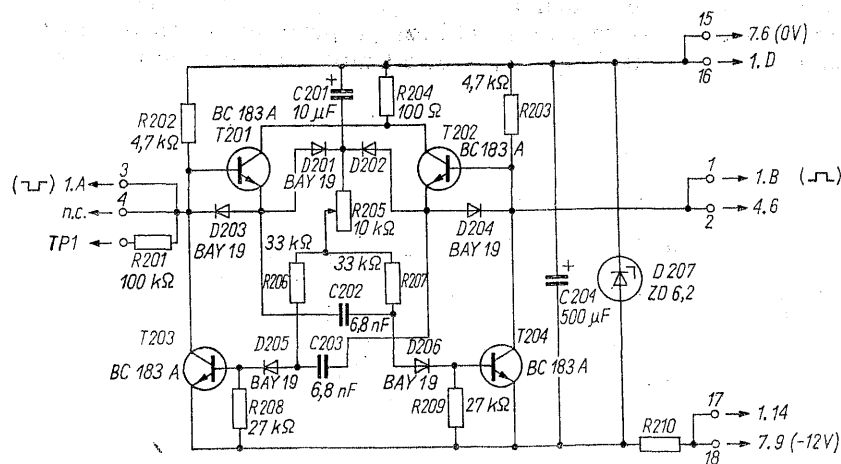 15
7.6 (0V)
1.D
16
C201
10 µF
R204
100 Ω
4,7 kΩ
R203
R202
4,7 kΩ
BC 183 A
T201
T202
BC 183 A
3
1.A
4
n.c.
TP1
R201
100 kΩ
D201
BAY 19
D202
D203
BAY 19
R205
10 kΩ
D204
BAY 19
1
1.B
2
4.6
33 kΩ
R206
33 kΩ
R207
C202
6,8 nF
C204
500 µF
D207
ZD 6,2
T203
BC 183 A
D205
BAY 19
C203
6,8 nF
D206
BAY 19
T204
BC 183 A
R208
27 kΩ
R209
27 kΩ
R210
17
1.14
7.9 (-12V)
18